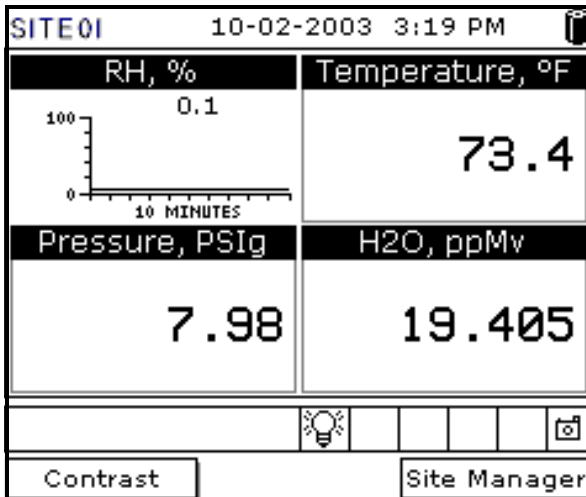 SITE01 10-02-2003 3:19 PM
RH, % Temperature, ºF
0.1
100
73.4
0
10 MINUTES
Pressure, PSIg H2O, ppMv
7.98 19.405
Contrast Site Manager